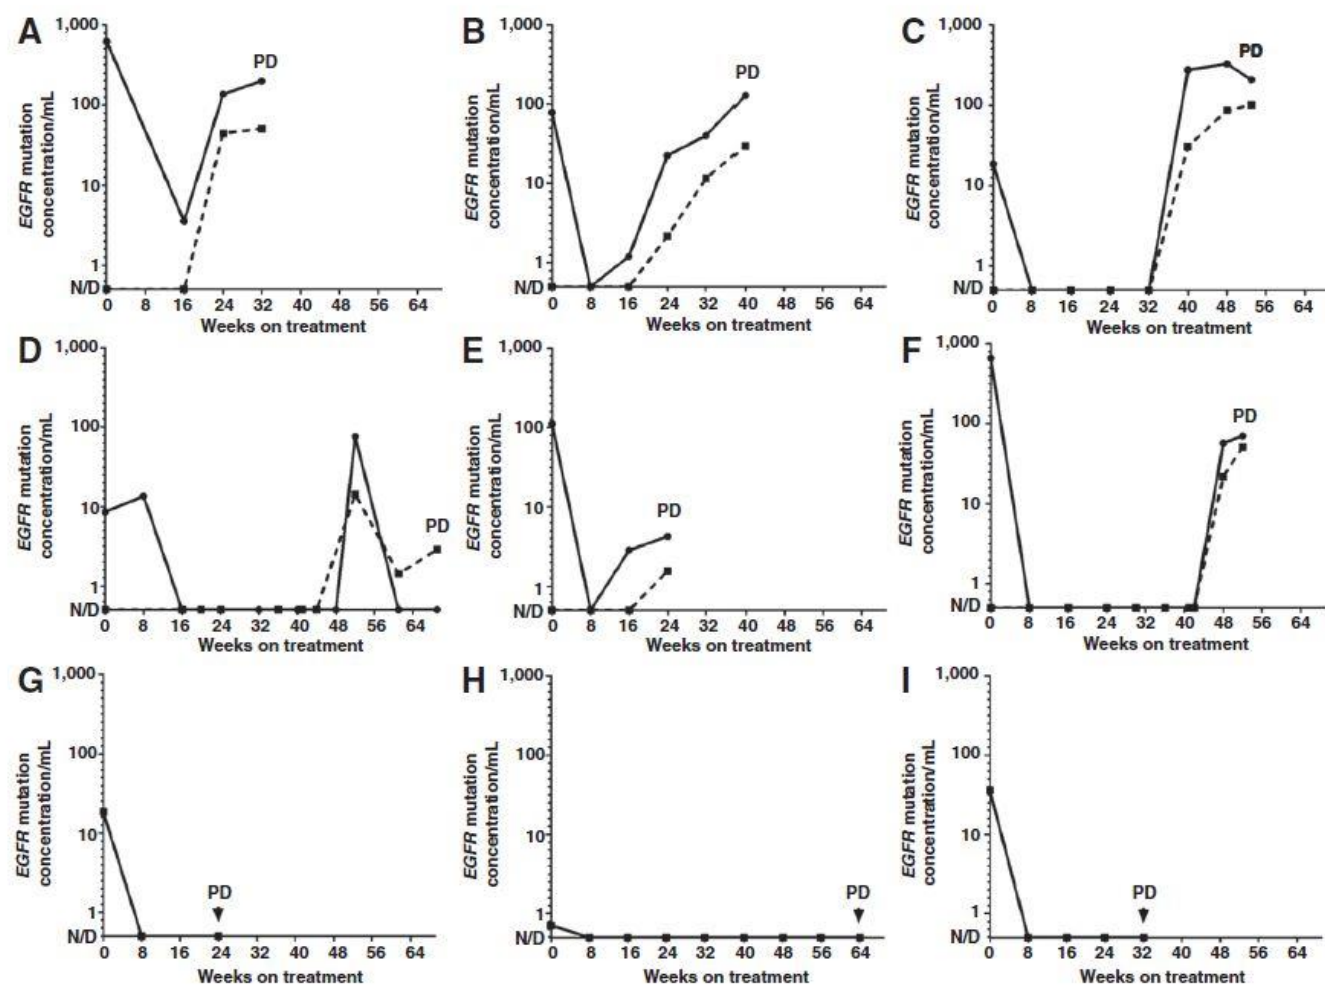 A
1,000
100
10
1
N/D
EGFR mutation
concentration/mL
PD
0 8 16 24 32 40 48 56 64
Weeks on treatment
B
1,000
100
10
1
N/D
EGFR mutation
concentration/mL
PD
0 8 16 24 32 40 48 56 64
Weeks on treatment
C
1,000
100
10
1
N/D
EGFR mutation
concentration/mL
PD
0 8 16 24 32 40 48 56 64
Weeks on treatment
D
1,000
100
10
1
N/D
EGFR mutation
concentration/mL
PD
0 8 16 24 32 40 48 56 64
Weeks on treatment
E
1,000
100
10
1
N/D
EGFR mutation
concentration/mL
PD
0 8 16 24 32 40 48 56 64
Weeks on treatment
F
1,000
100
10
1
N/D
EGFR mutation
concentration/mL
PD
0 8 16 24 32 40 48 56 64
Weeks on treatment
G
1,000
100
10
1
N/D
EGFR mutation
concentration/mL
PD
0 8 16 24 32 40 48 56 64
Weeks on treatment
H
1,000
100
10
1
N/D
EGFR mutation
concentration/mL
PD
0 8 16 24 32 40 48 56 64
Weeks on treatment
I
1,000
100
10
1
N/D
EGFR mutation
concentration/mL
PD
0 8 16 24 32 40 48 56 64
Weeks on treatment